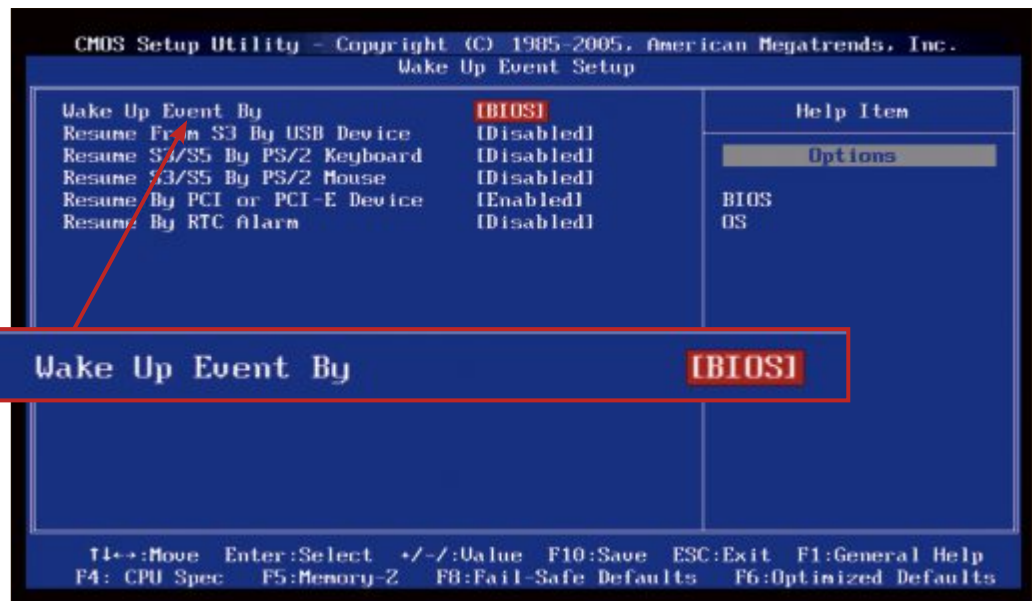 CMOS Setup Utility - Copyright (C) 1985-2005, American Megatrends, Inc.
Wake Up Event Setup
Wake Up Event By [BIOS]
Resume From S3 By USB Device [Disabled]
Resume S3/S5 By PS/2 Keyboard [Disabled]
Resume S3/S5 By PS/2 Mouse [Disabled]
Resume By PCI or PCI-E Device [Enabled]
Resume By RTC Alarm [Disabled]
Help Item
Options
BIOS
OS
Wake Up Event By [BIOS]
↑↓←→:Move Enter:Select +/-/:Value F10:Save ESC:Exit F1:General Help
F4: CPU Spec F5:Memory-Z F8:Fail-Safe Defaults F6:Optimized Defaults